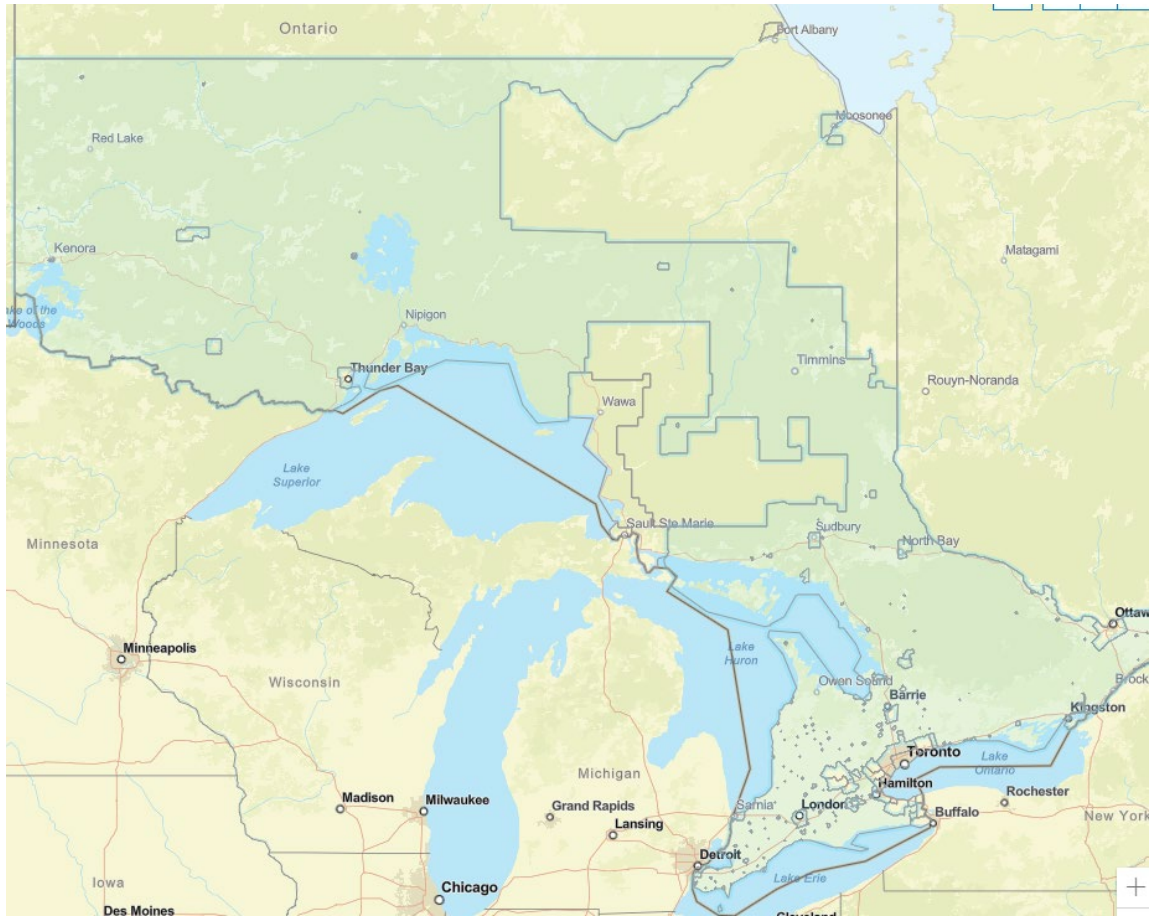 Ontario
Fort Albany
Moosonee
Red Lake
Kenora
Lake of the
Woods
Matagami
Nipigon
Thunder Bay
Timmins
Rouyn-Noranda
Wawa
Lake
Superior
Sault Ste Marie
Sudbury
North Bay
Minnesota
Ottaw
Minneapolis
Lake
Huron
Wisconsin
Owen Sound
Brock
Barrie
Kingston
Toronto
Lake
Ontario
Michigan
Hamilton
Madison
Milwaukee
Grand Rapids
Sarnia
London
Rochester
Lansing
Buffalo
New York
Detroit
Lake Erie
Iowa
Chicago
+
Des Moines
Cleveland